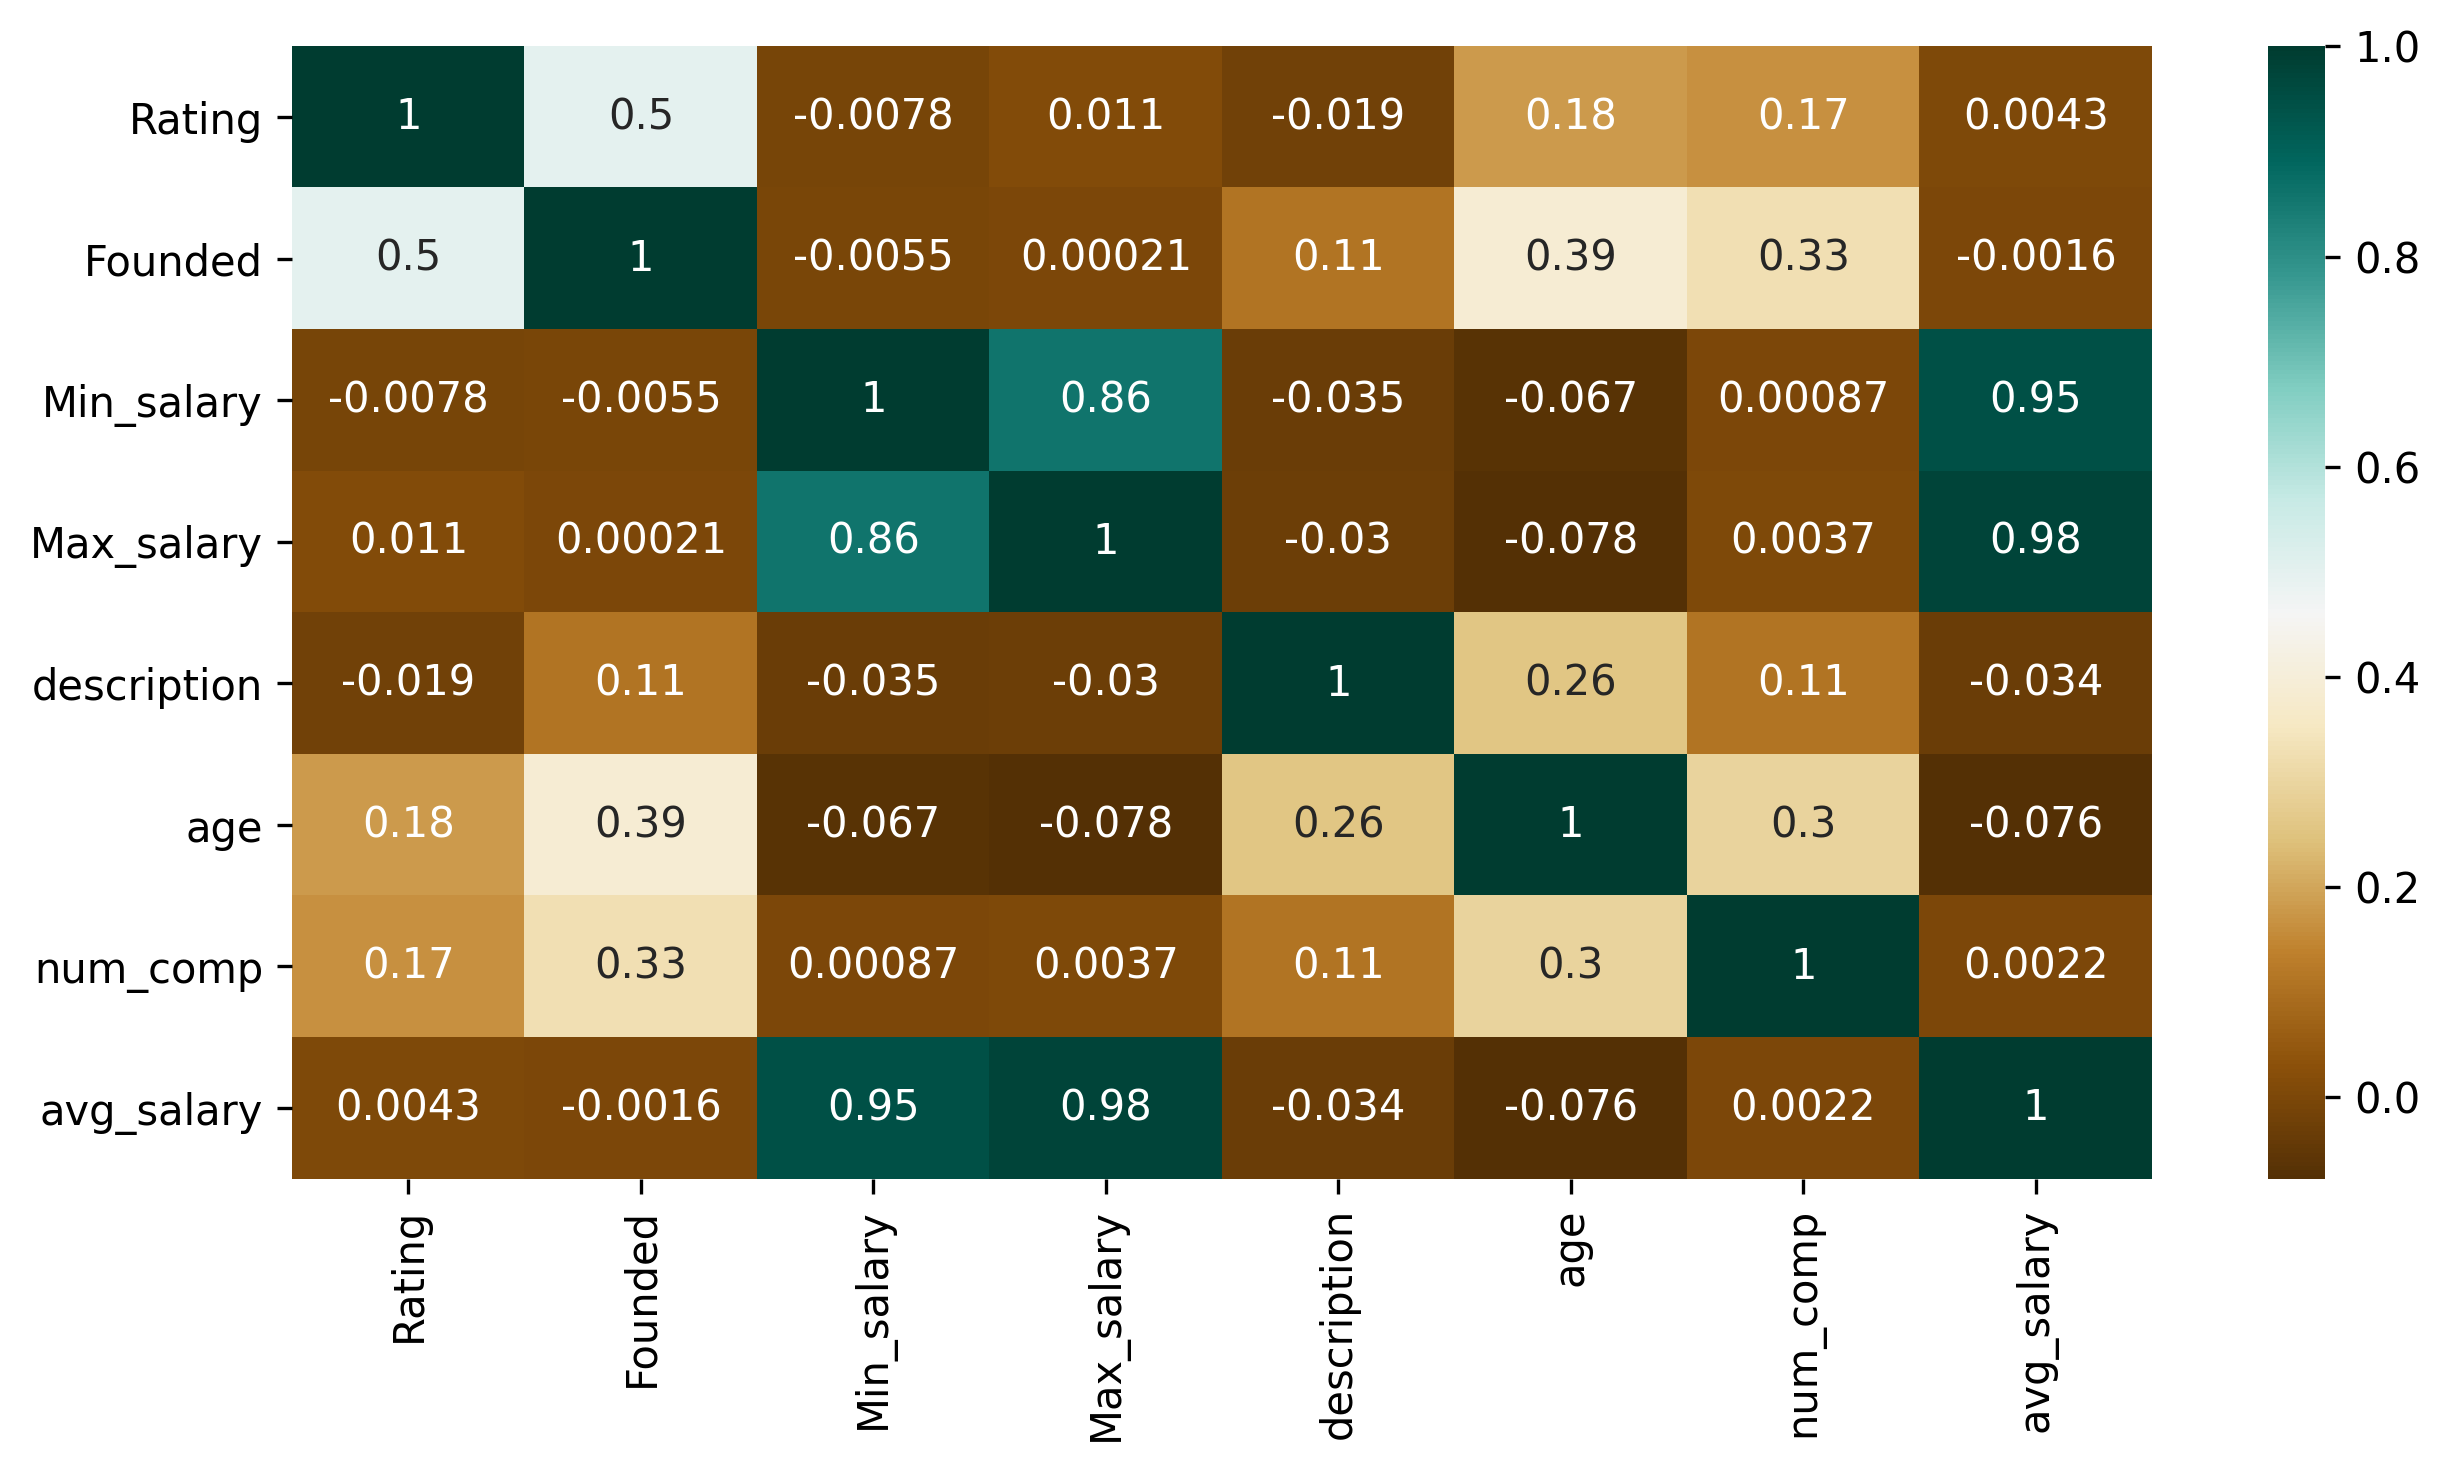 Rating 1 0.5 -0.0078 0.011 -0.019 0.18 0.17 0.0043
Founded 0.5 1 -0.0055 0.00021 0.11 0.39 0.33 -0.0016
Min_salary -0.0078 -0.0055 1 0.86 -0.035 -0.067 0.00087 0.95
Max_salary 0.011 0.00021 0.86 1 -0.03 -0.078 0.0037 0.98
description -0.019 0.11 -0.035 -0.03 1 0.26 0.11 -0.034
age 0.18 0.39 -0.067 -0.078 0.26 1 0.3 -0.076
num_comp 0.17 0.33 0.00087 0.0037 0.11 0.3 1 0.0022
avg_salary 0.0043 -0.0016 0.95 0.98 -0.034 -0.076 0.0022 1
Rating
Founded
Min_salary
Max_salary
description
age
num_comp
avg_salary
1.0
0.8
0.6
0.4
0.2
0.0